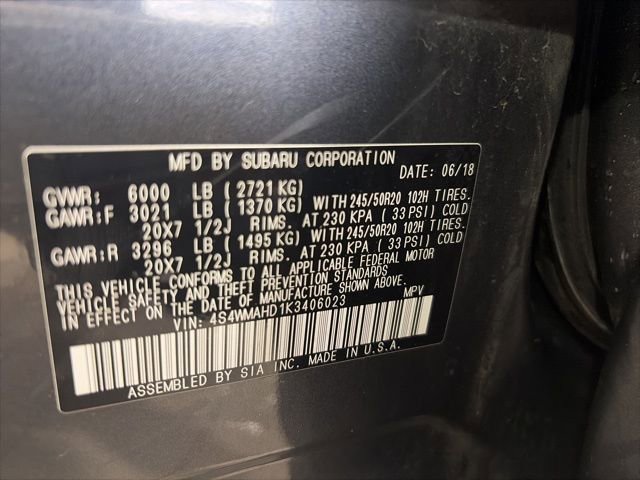 MFD BY SUBARU CORPORATION
DATE: 06/18
GVWR: 6000 LB ( 2721 KG)
GAWR:F 3021 LB ( 1370 KG) WITH 245/50R20 102H TIRES.
20X7 1/2J RIMS. AT 230 KPA ( 33 PSI) COLD
GAWR:R 3296 LB ( 1495 KG) WITH 245/50R20 102H TIRES.
20X7 1/2J RIMS. AT 230 KPA ( 33 PSI) COLD
THIS VEHICLE CONFORMS TO ALL APPLICABLE FEDERAL MOTOR
VEHICLE SAFETY AND THEFT PREVENTION STANDARDS
IN EFFECT ON THE DATE OF MANUFACTURE SHOWN ABOVE.
VIN: 4S4WMAHD1K3406023 MPV
ASSEMBLED BY SIA INC. MADE IN U.S.A.